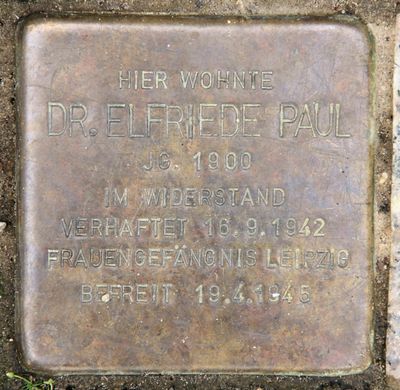 HIER WOHNTE
DR. ELFRIEDE PAUL
JG. 1900
IM WIDERSTAND
VERHAFTET 16.9.1942
FRAUENGEFÄNGNIS LEIPZIG
BEFREIT 19.4.1945